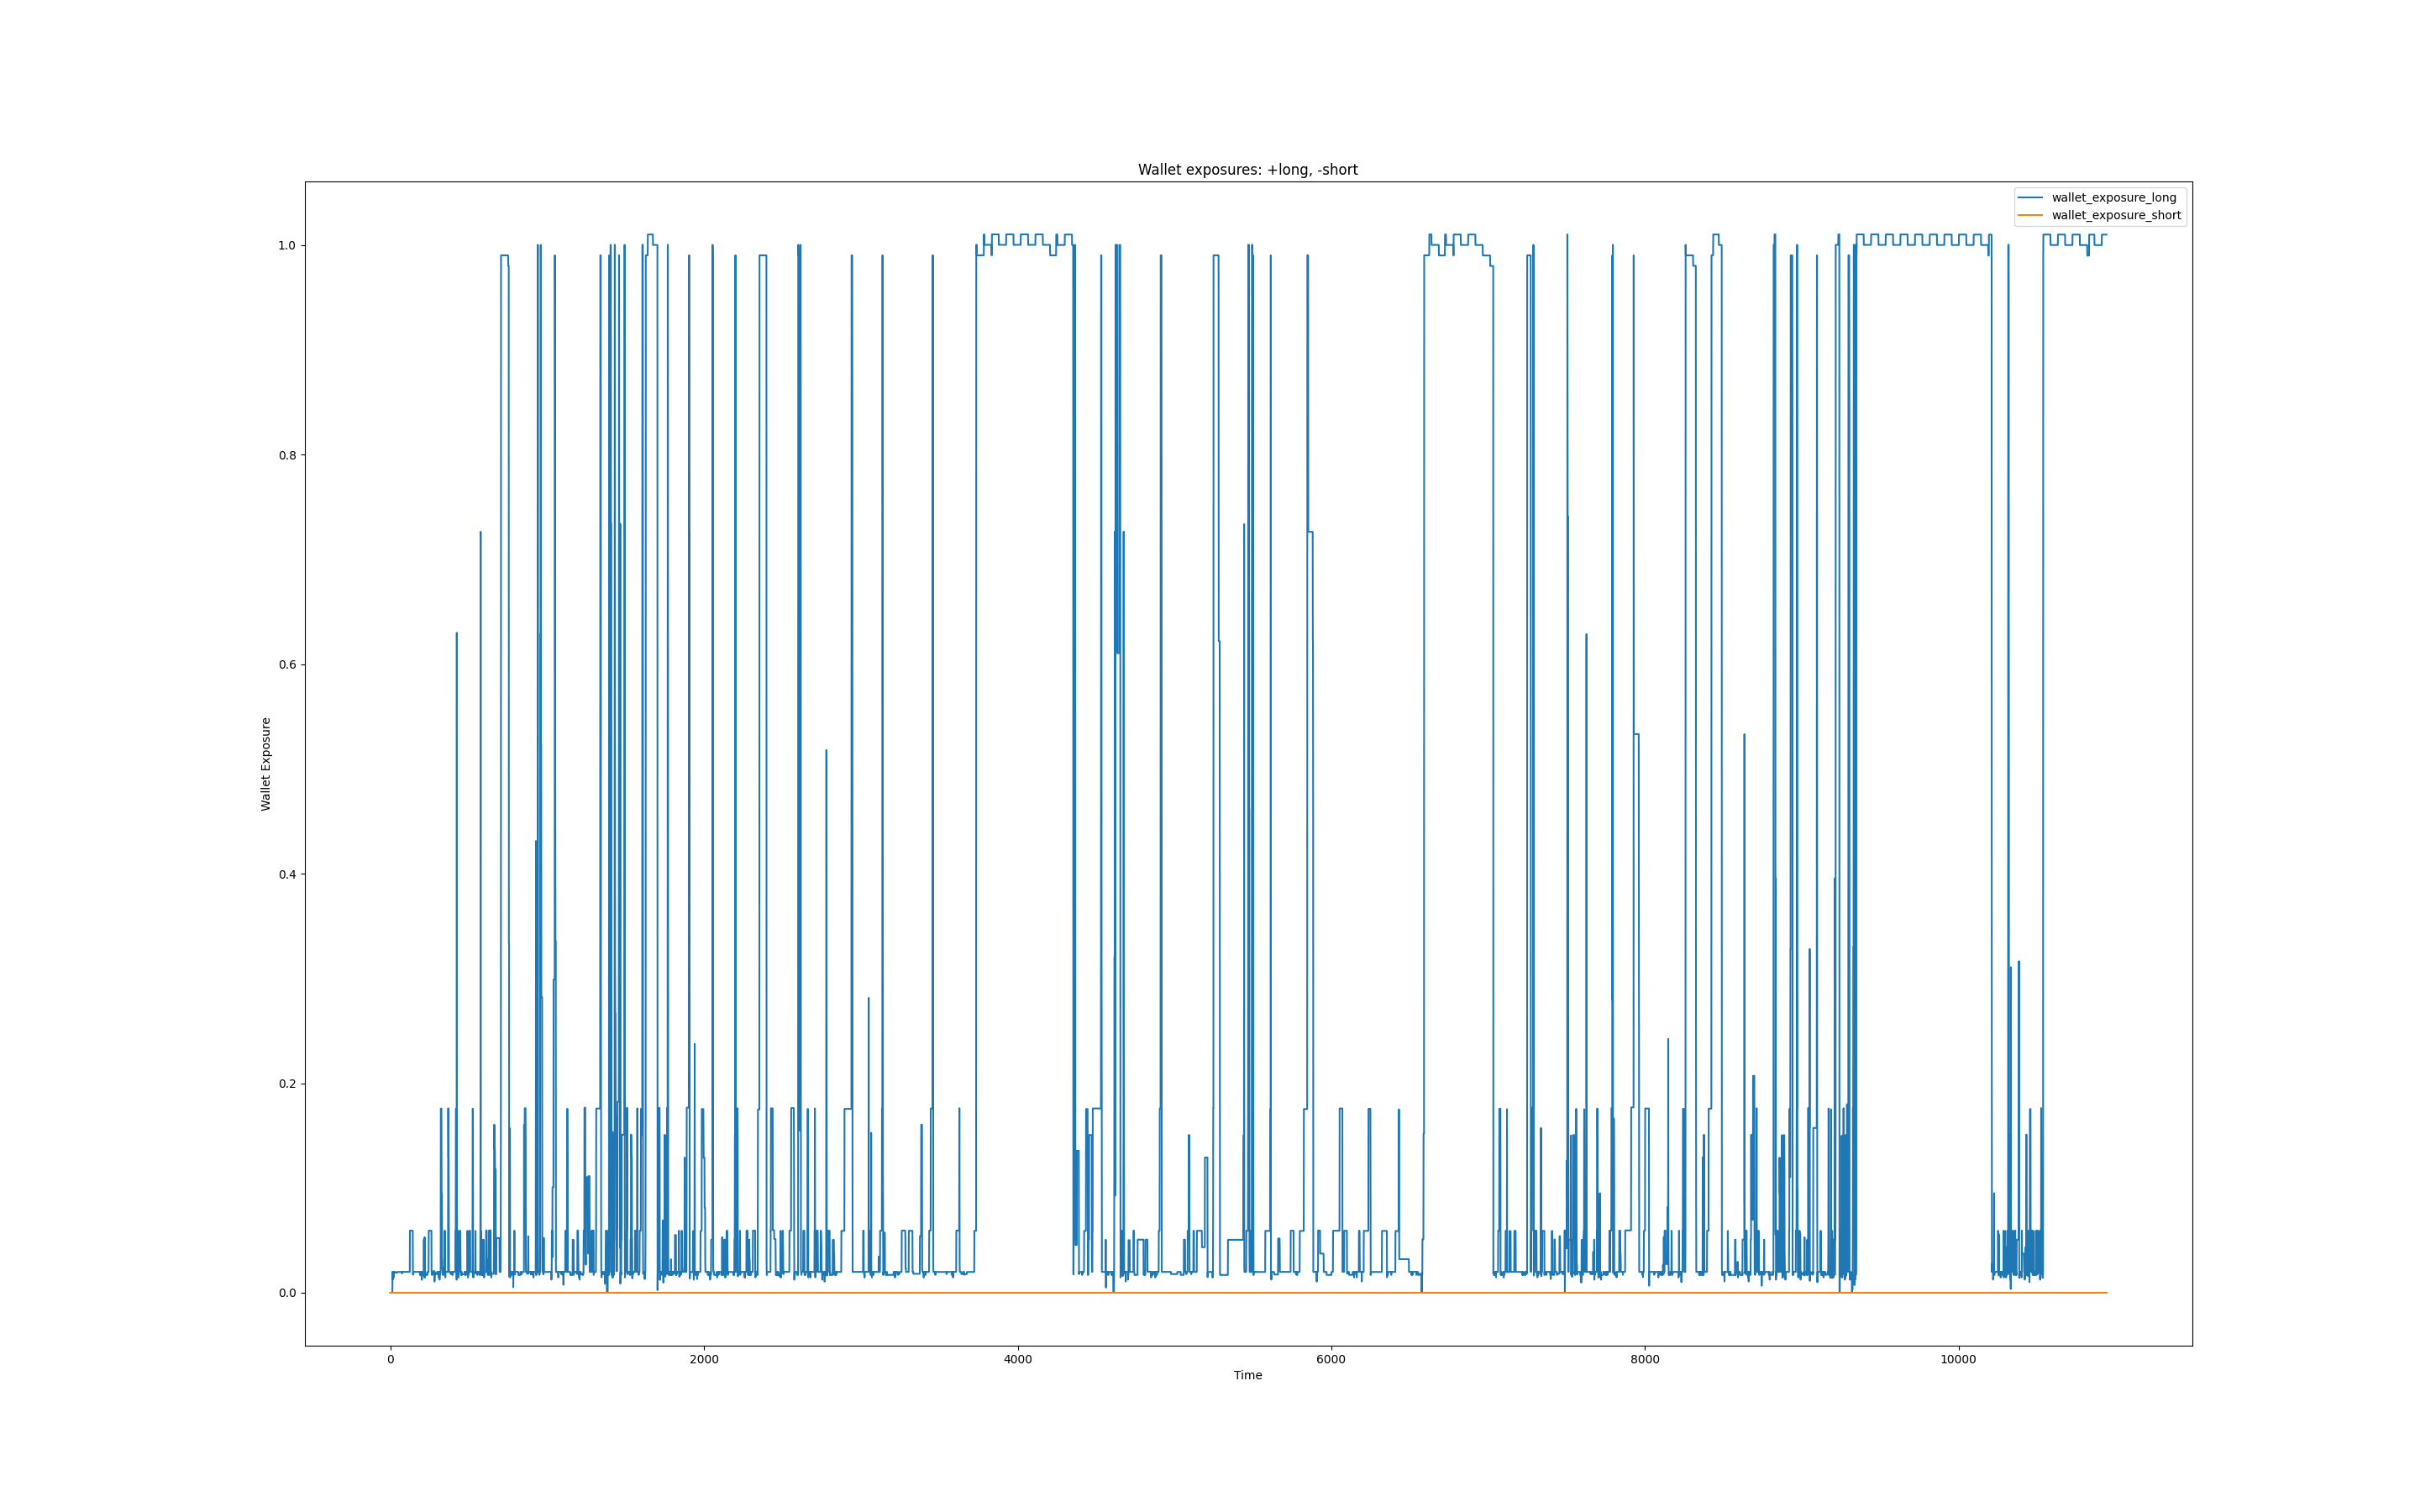 Wallet exposures: +long, -short
wallet_exposure_long
wallet_exposure_short
1.0
0.8
0.6
0.4
0.2
0.0
Wallet Exposure
0 2000 4000 6000 8000 10000
Time